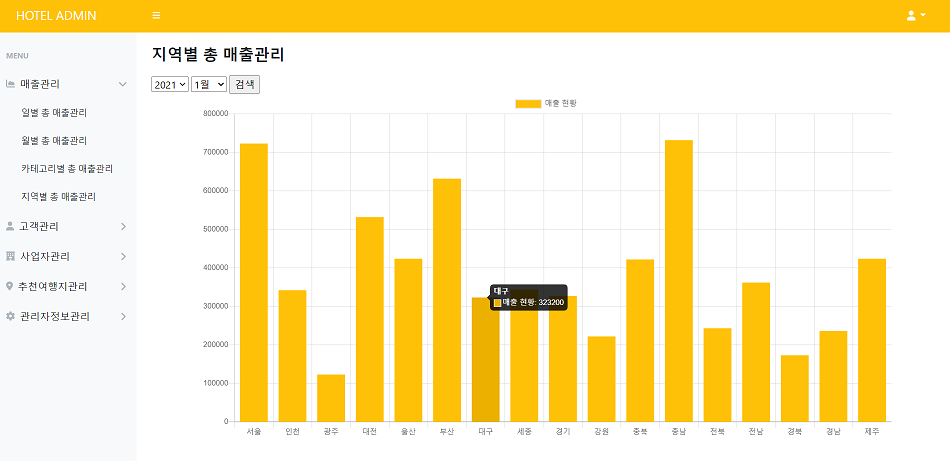 HOTEL ADMIN
MENU
매출관리
일별 총 매출관리
월별 총 매출관리
카테고리별 총 매출관리
지역별 총 매출관리
고객관리
사업자관리
추천여행지관리
관리자정보관리
지역별 총 매출관리
2021 1월 검색
매출 현황
800000
700000
600000
500000
400000
300000
200000
100000
0
대구
매출 현황: 323200
서울 인천 광주 대전 울산 부산 대구 세종 경기 강원 충북 충남 전북 전남 경북 경남 제주